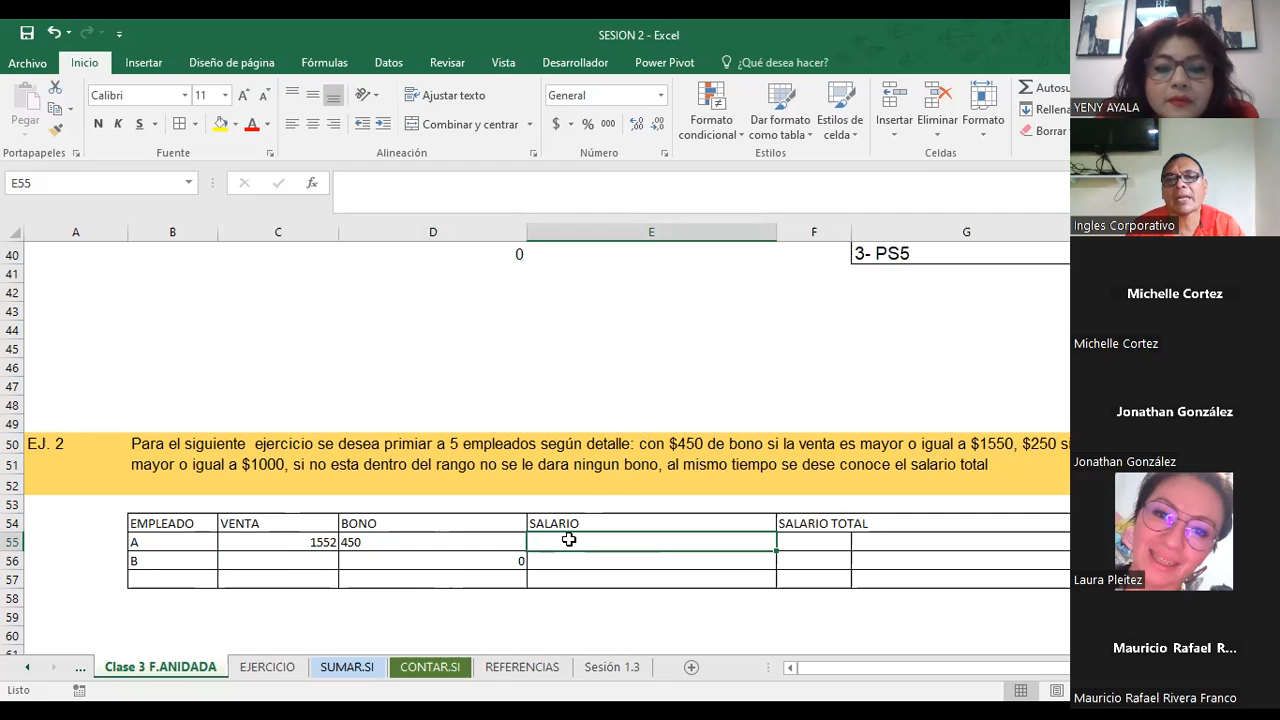 SESION 2 - Excel
Archivo Inicio Insertar Diseño de página Fórmulas Datos Revisar Vista Desarrollador Power Pivot ¿Qué desea hacer?
Calibri 11 Ajustar texto General Autosu
Pegar N K S Combinar y centrar $ % 000 Formato condicional Dar formato como tabla Estilos de celda Insertar Eliminar Formato Rellena
Borrar
Portapapeles Fuente Alineación Número Estilos Celdas
E55 fx
A B C D E F G
40 0 3- PS5
41
42
43
44
45
46
47
48
49
50 EJ. 2 Para el siguiente ejercicio se desea primiar a 5 empleados según detalle: con $450 de bono si la venta es mayor o igual a $1550, $250 si
51 mayor o igual a $1000, si no esta dentro del rango no se le dara ningun bono, al mismo tiempo se dese conoce el salario total
52
53
54 EMPLEADO VENTA BONO SALARIO SALARIO TOTAL
55 A 1552 450
56 B 0
57
58
59
60
... Clase 3 F.ANIDADA EJERCICIO SUMAR.SI CONTAR.SI REFERENCIAS Sesión 1.3
Listo
YENY AYALA
Ingles Corporativo
Michelle Cortez
Michelle Cortez
Jonathan González
Jonathan González
Laura Pleitez
Mauricio Rafael R...
Mauricio Rafael Rivera Franco